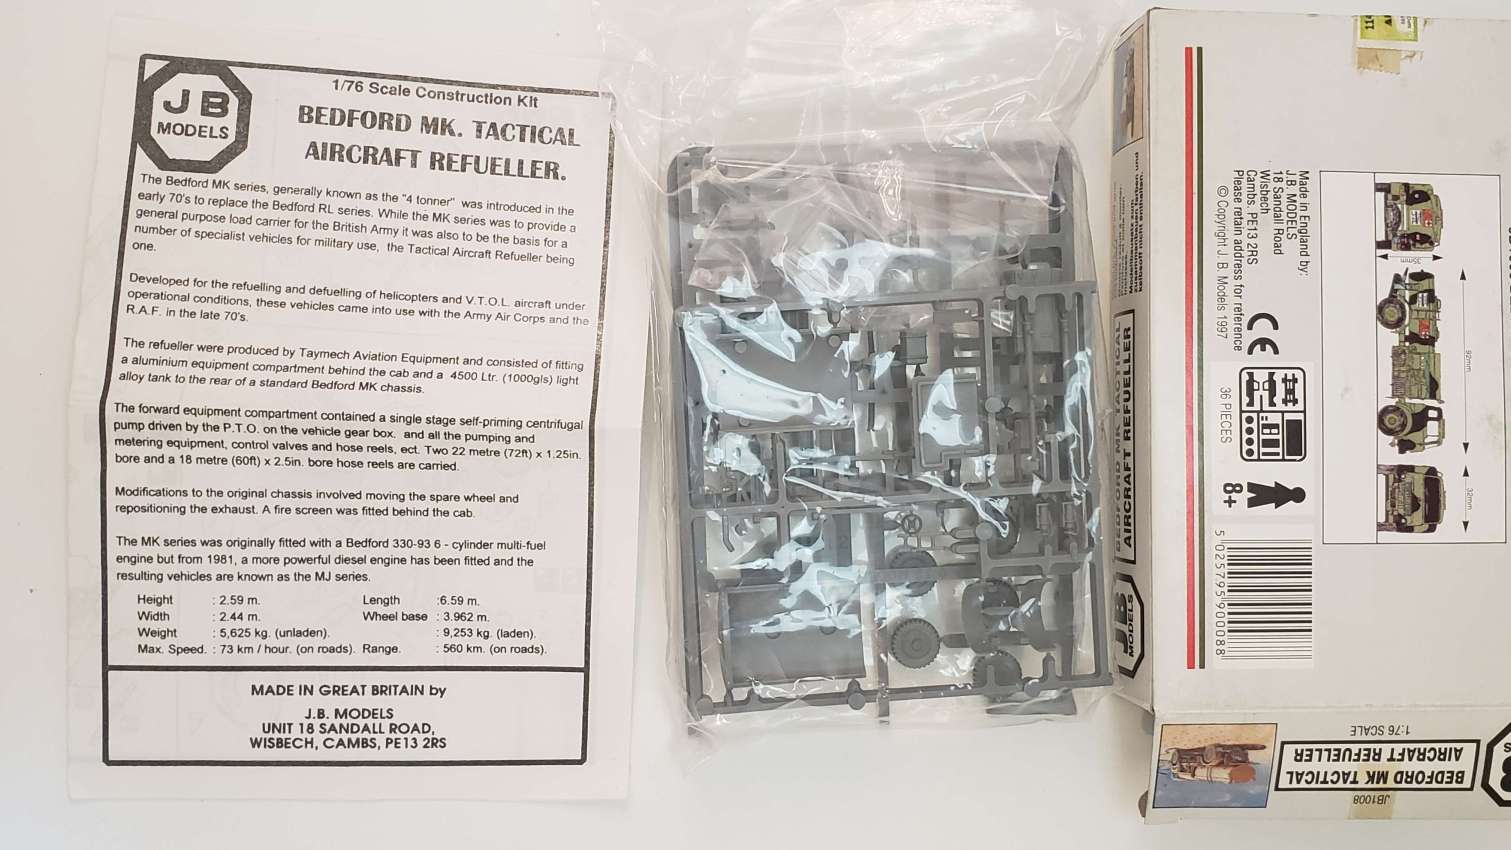 JB
MODELS
1/76 Scale Construction Kit
BEDFORD MK. TACTICAL
AIRCRAFT REFUELLER.
The Bedford MK series, generally known as the "4 tonner" was introduced in the
early 70's to replace the Bedford RL series. While the MK series was to provide a
general purpose load carrier for the British Army it was also to be the basis for a
number of specialist vehicles for military use, the Tactical Aircraft Refueller being
one.
Developed for the refuelling and defuelling of helicopters and V.T.O.L. aircraft under
operational conditions, these vehicles came into use with the Army Air Corps and the
R.A.F. in the late 70's.
The refueller were produced by Taymech Aviation Equipment and consisted of fitting
a aluminium equipment compartment behind the cab and a 4500 Ltr. (1000gls) light
alloy tank to the rear of a standard Bedford MK chassis.
The forward equipment compartment contained a single stage self-priming centrifugal
pump driven by the P.T.O. on the vehicle gear box. and all the pumping and
metering equipment, control valves and hose reels, ect. Two 22 metre (72ft) x 1.25in.
bore and a 18 metre (60ft) x 2.5in. bore hose reels are carried.
Modifications to the original chassis involved moving the spare wheel and
repositioning the exhaust. A fire screen was fitted behind the cab.
The MK series was originally fitted with a Bedford 330-93 6 - cylinder multi-fuel
engine but from 1981, a more powerful diesel engine has been fitted and the
resulting vehicles are known as the MJ series.
Height : 2.59 m. Length :6.59 m.
Width : 2.44 m. Wheel base : 3.962 m.
Weight : 5,625 kg. (unladen). : 9,253 kg. (laden).
Max. Speed. : 73 km / hour. (on roads). Range. : 560 km. (on roads).
MADE IN GREAT BRITAIN by
J.B. MODELS
UNIT 18 SANDALL ROAD,
WISBECH, CAMBS, PE13 2RS
BEDFORD MK TACTICAL
AIRCRAFT REFUELLER
JB
MODELS
Made in England by:
J.B. MODELS
18 Sandall Road
Wisbech
Cambs. PE13 2RS
Please retain address for reference
© Copyright J. B. Models 1997
CE
36 PIECES
8+
5 025795 900088
35mm
92mm
32mm
JB1008
BEDFORD MK TACTICAL
AIRCRAFT REFUELLER
1:76 SCALE